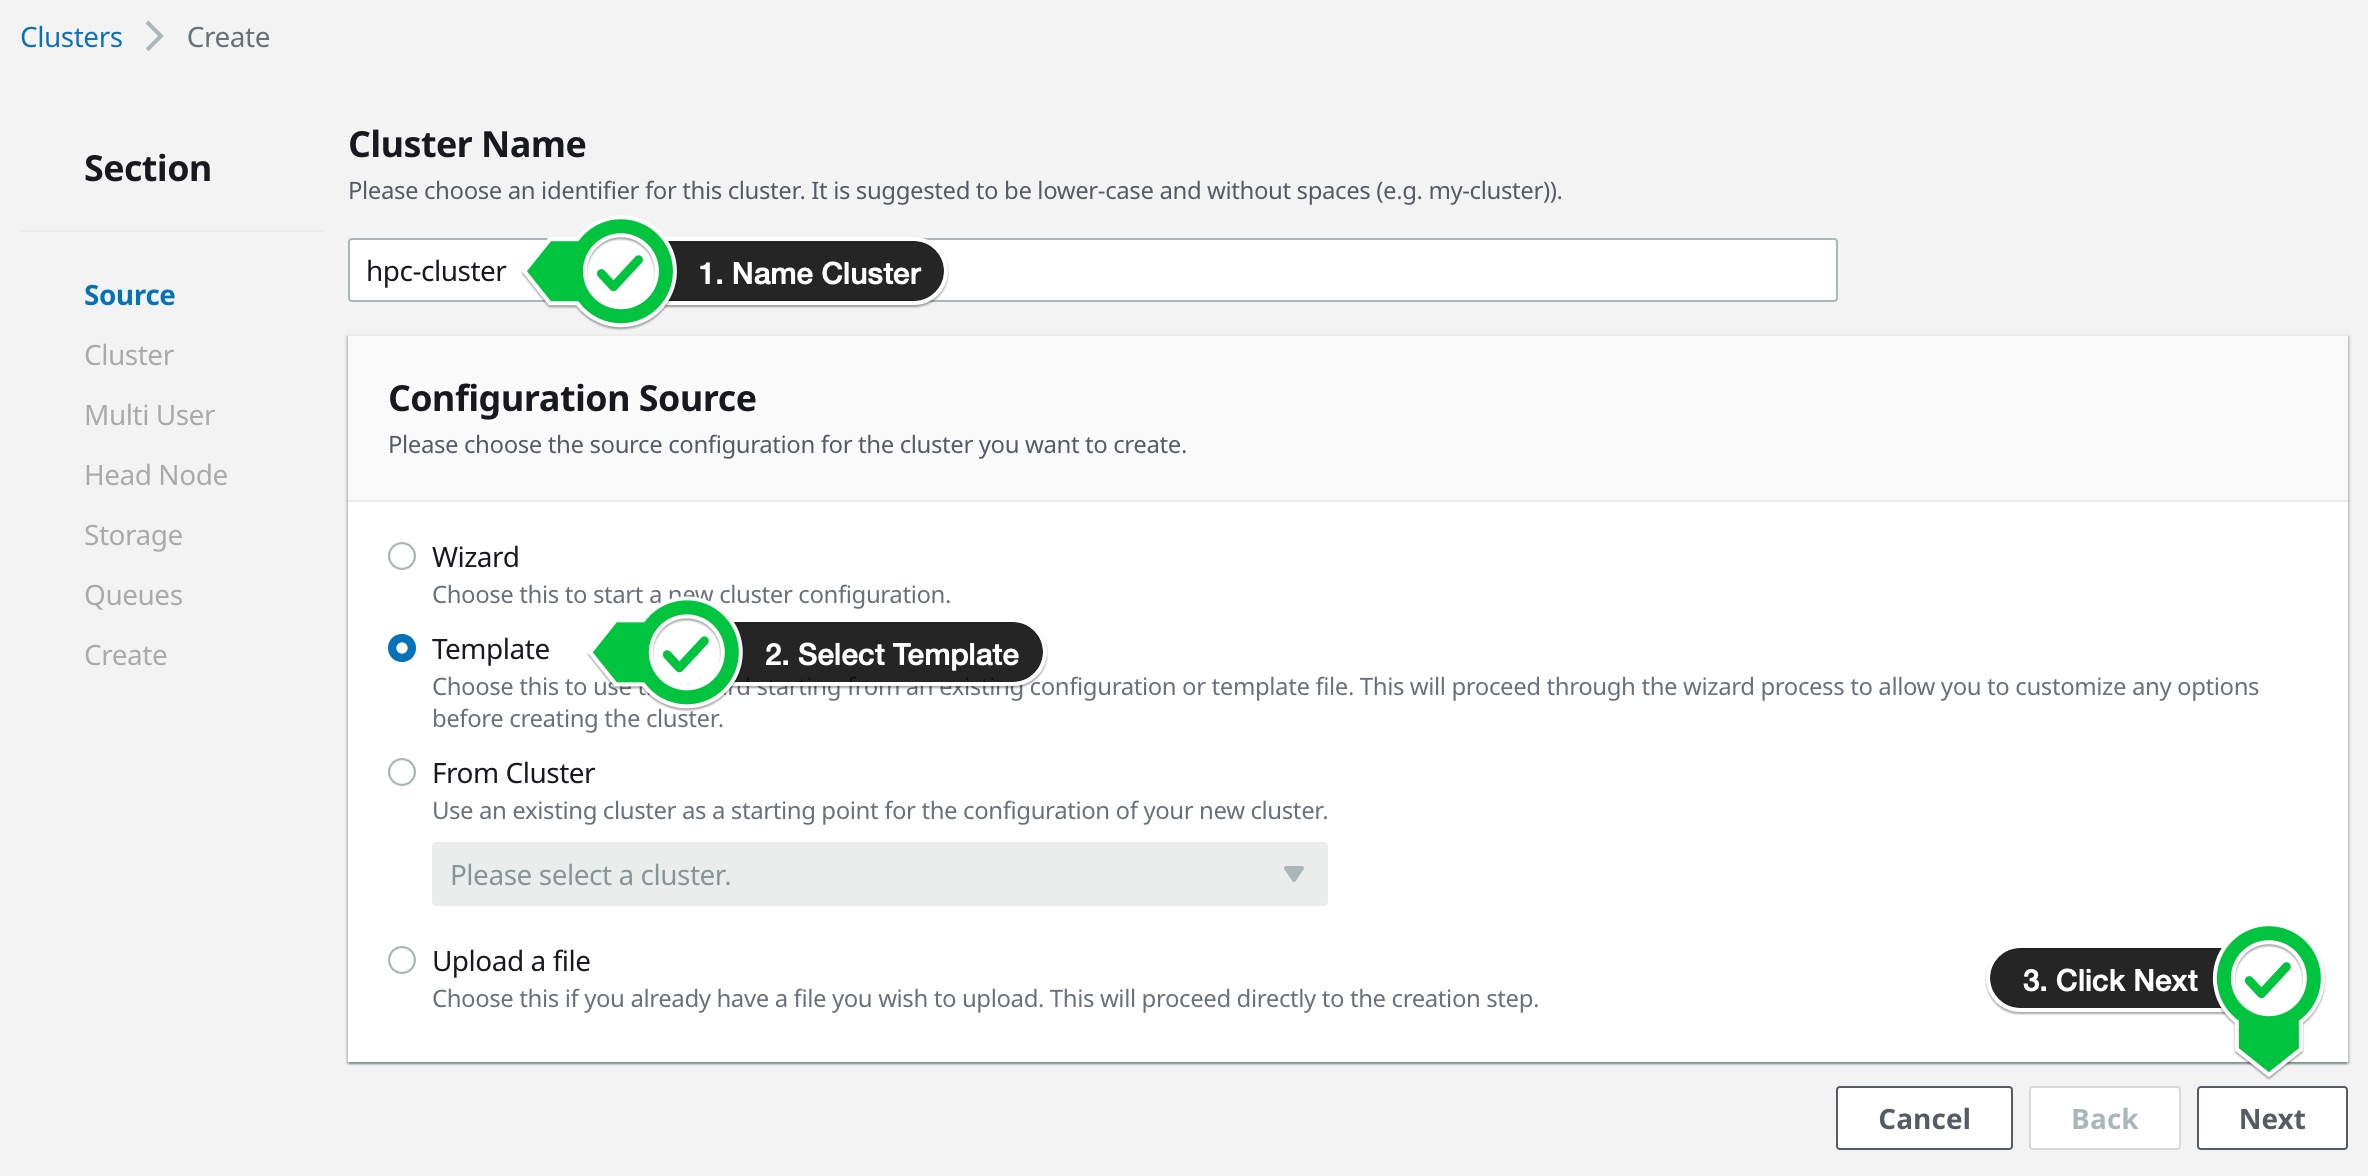 Clusters > Create
Section
Source
Cluster
Multi User
Head Node
Storage
Queues
Create
Cluster Name
Please choose an identifier for this cluster. It is suggested to be lower-case and without spaces (e.g. my-cluster)).
hpc-cluster
1. Name Cluster
Configuration Source
Please choose the source configuration for the cluster you want to create.
Wizard
Choose this to start a new cluster configuration.
Template
2. Select Template
Choose this to use starting from an existing configuration or template file. This will proceed through the wizard process to allow you to customize any options
before creating the cluster.
From Cluster
Use an existing cluster as a starting point for the configuration of your new cluster.
Please select a cluster.
Upload a file
Choose this if you already have a file you wish to upload. This will proceed directly to the creation step.
3. Click Next
Cancel
Back
Next